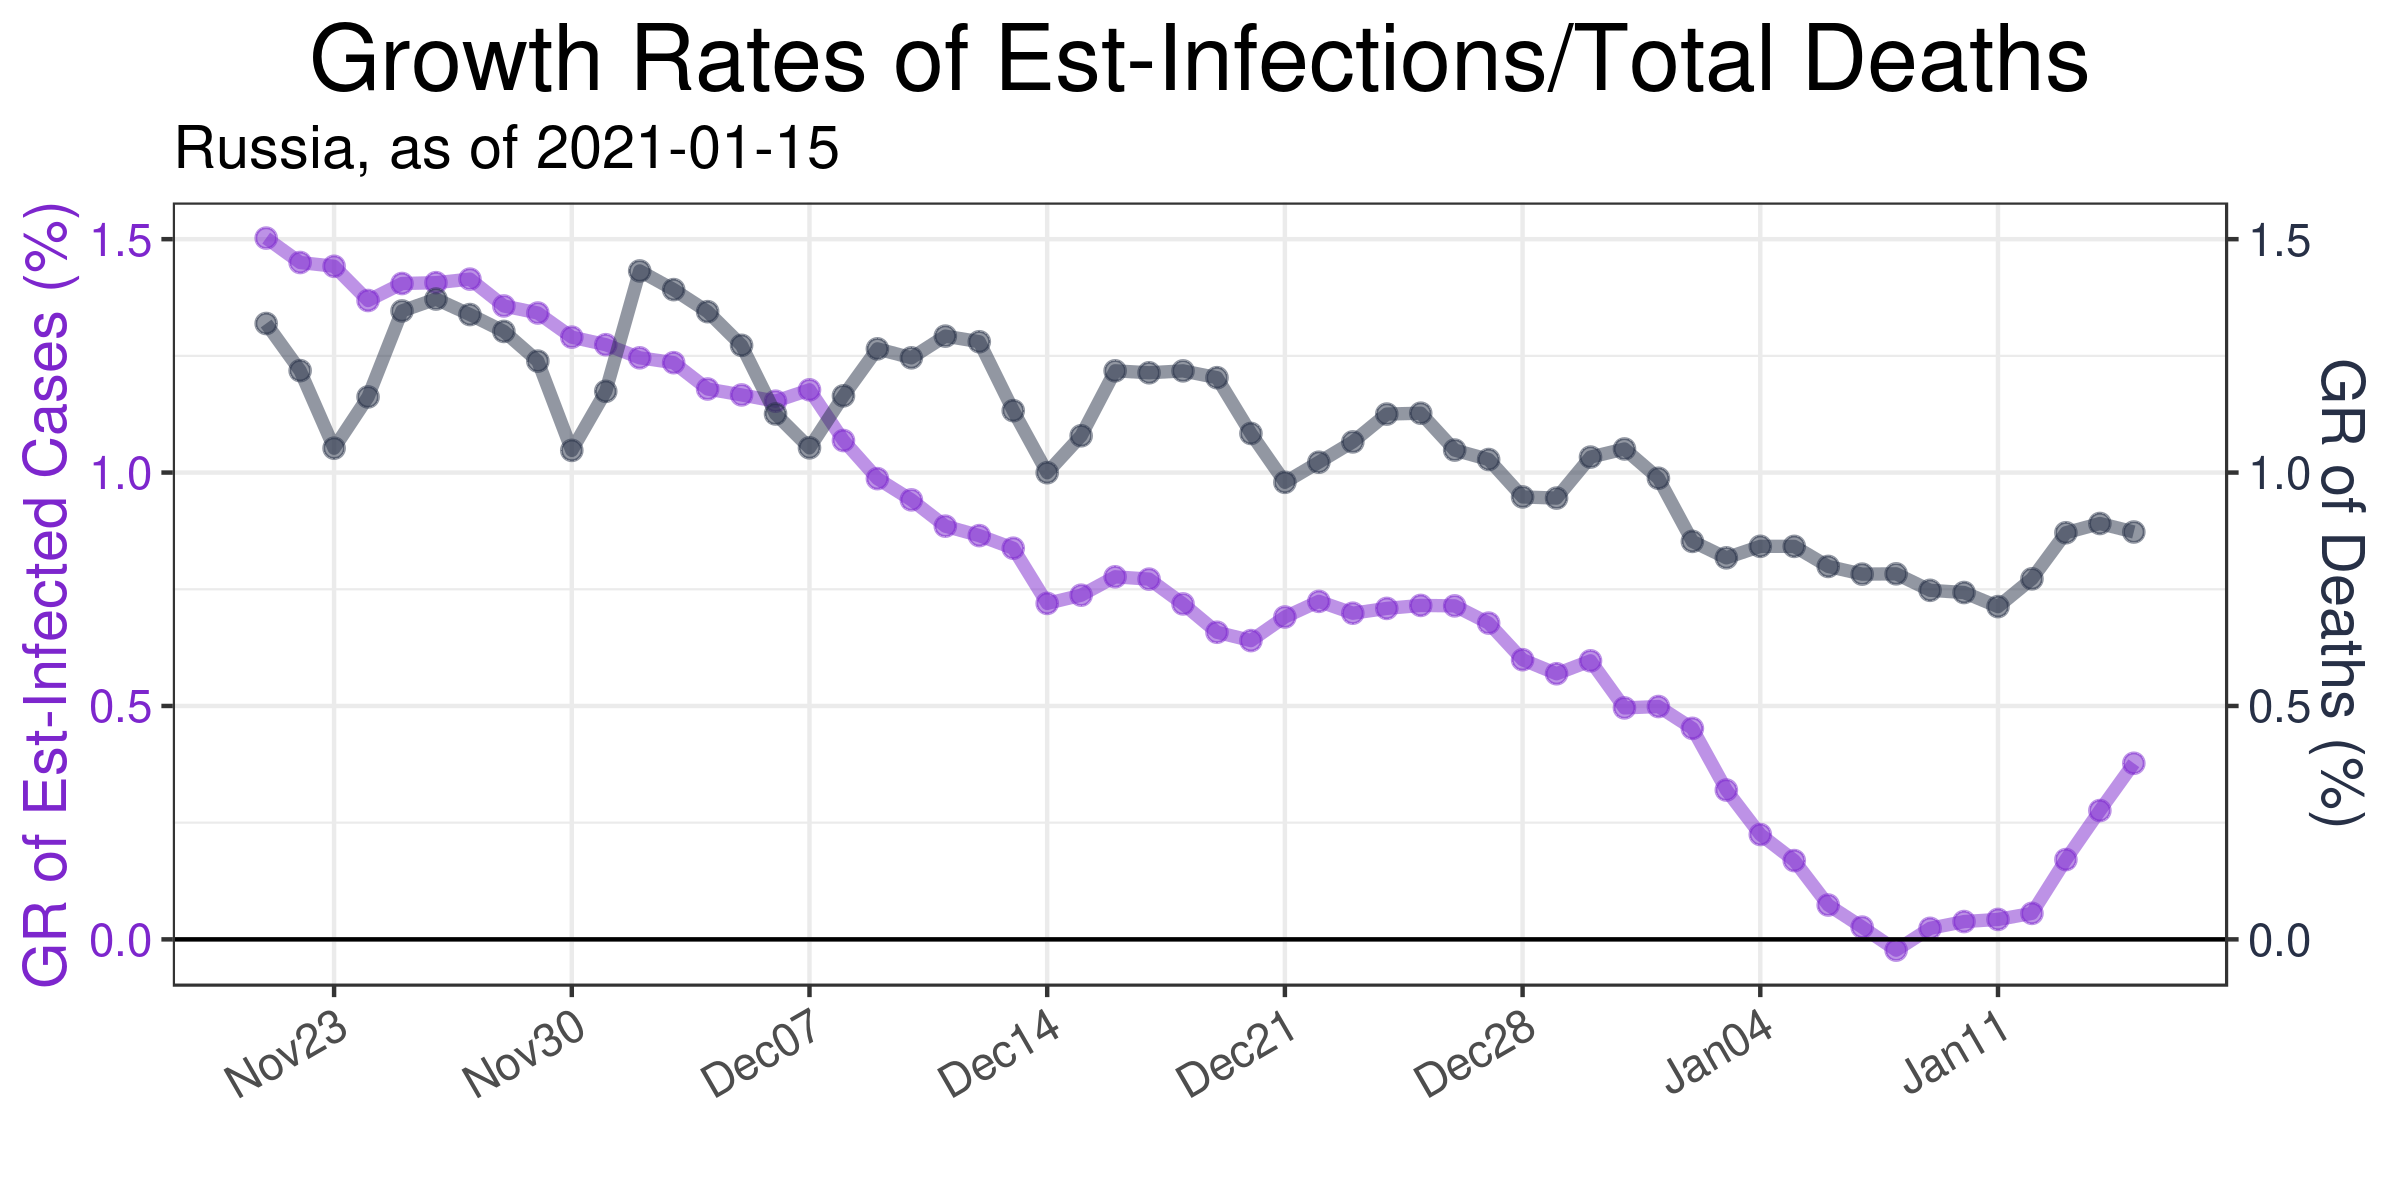 Growth Rates of Est-Infections/Total Deaths
Russia, as of 2021-01-15
GR of Est-Infected Cases (%)
1.5
1.0
0.5
0.0
1.5
1.0
0.5
0.0
GR of Deaths (%)
Nov23
Nov30
Dec07
Dec14
Dec21
Dec28
Jan04
Jan11